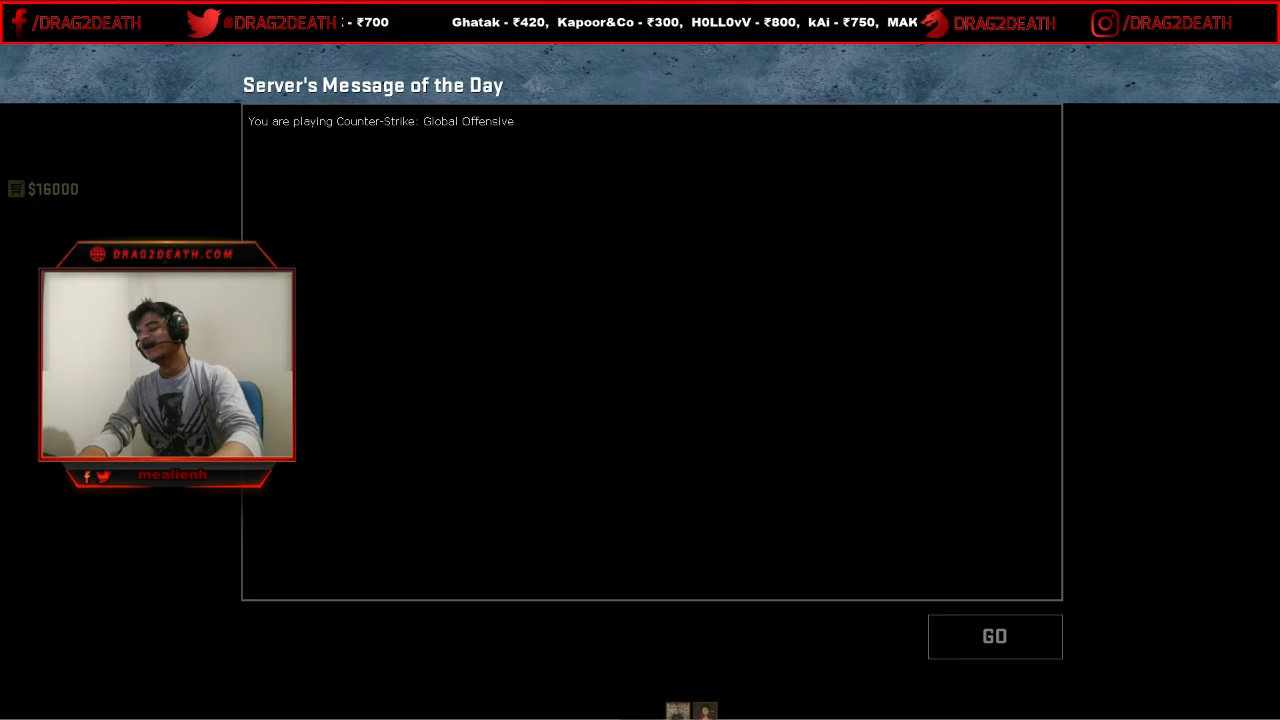 /DRAG2DEATH
@DRAG2DEATH
- ₹700 Ghatak - ₹420, Kapoor&Co - ₹300, H0LL0vV - ₹800, kAi - ₹750, MAK
DRAG2DEATH
/DRAG2DEATH
Server's Message of the Day
You are playing Counter-Strike: Global Offensive
$16000
DRAG2DEATH.COM
mealienh
GO